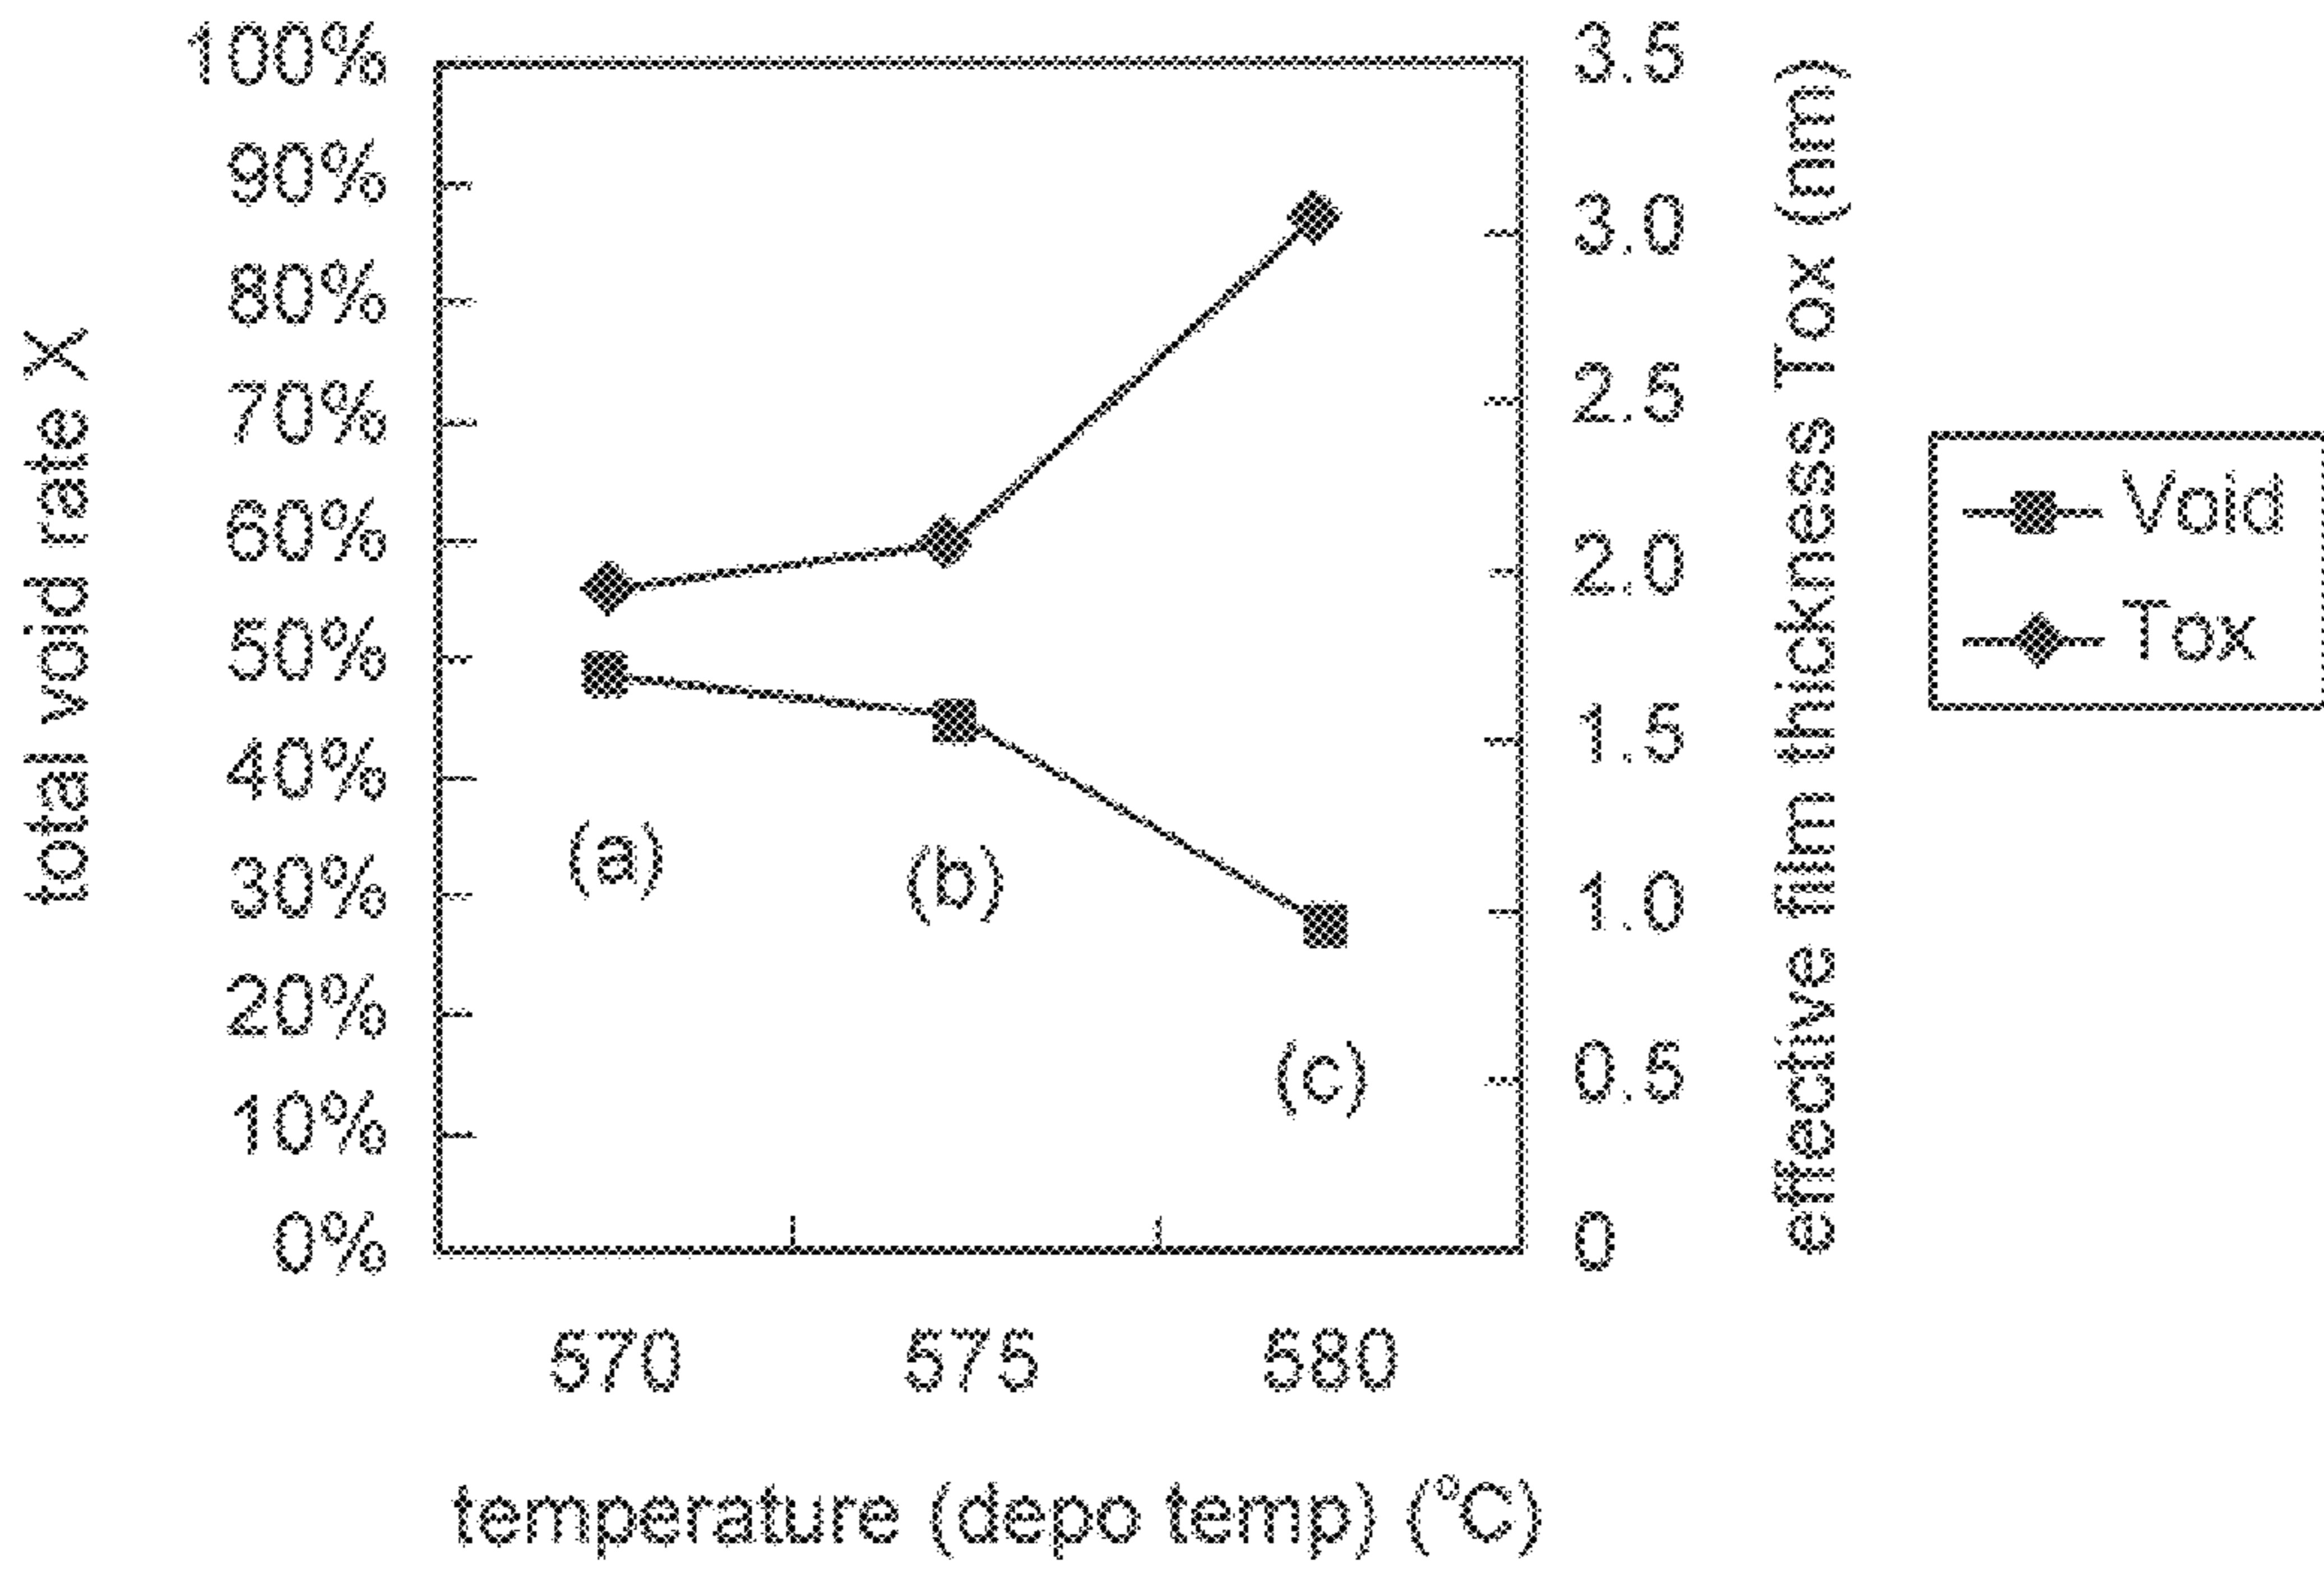 total void rate X
100%
90%
80%
70%
60%
50%
40%
30%
20%
10%
0%
(a)
(b)
(c)
3.5
3.0
2.5
2.0
1.5
1.0
0.5
0
effective film thickness Tox (nm)
Void
Tox
570 575 580
temperature (depo temp) (°C)